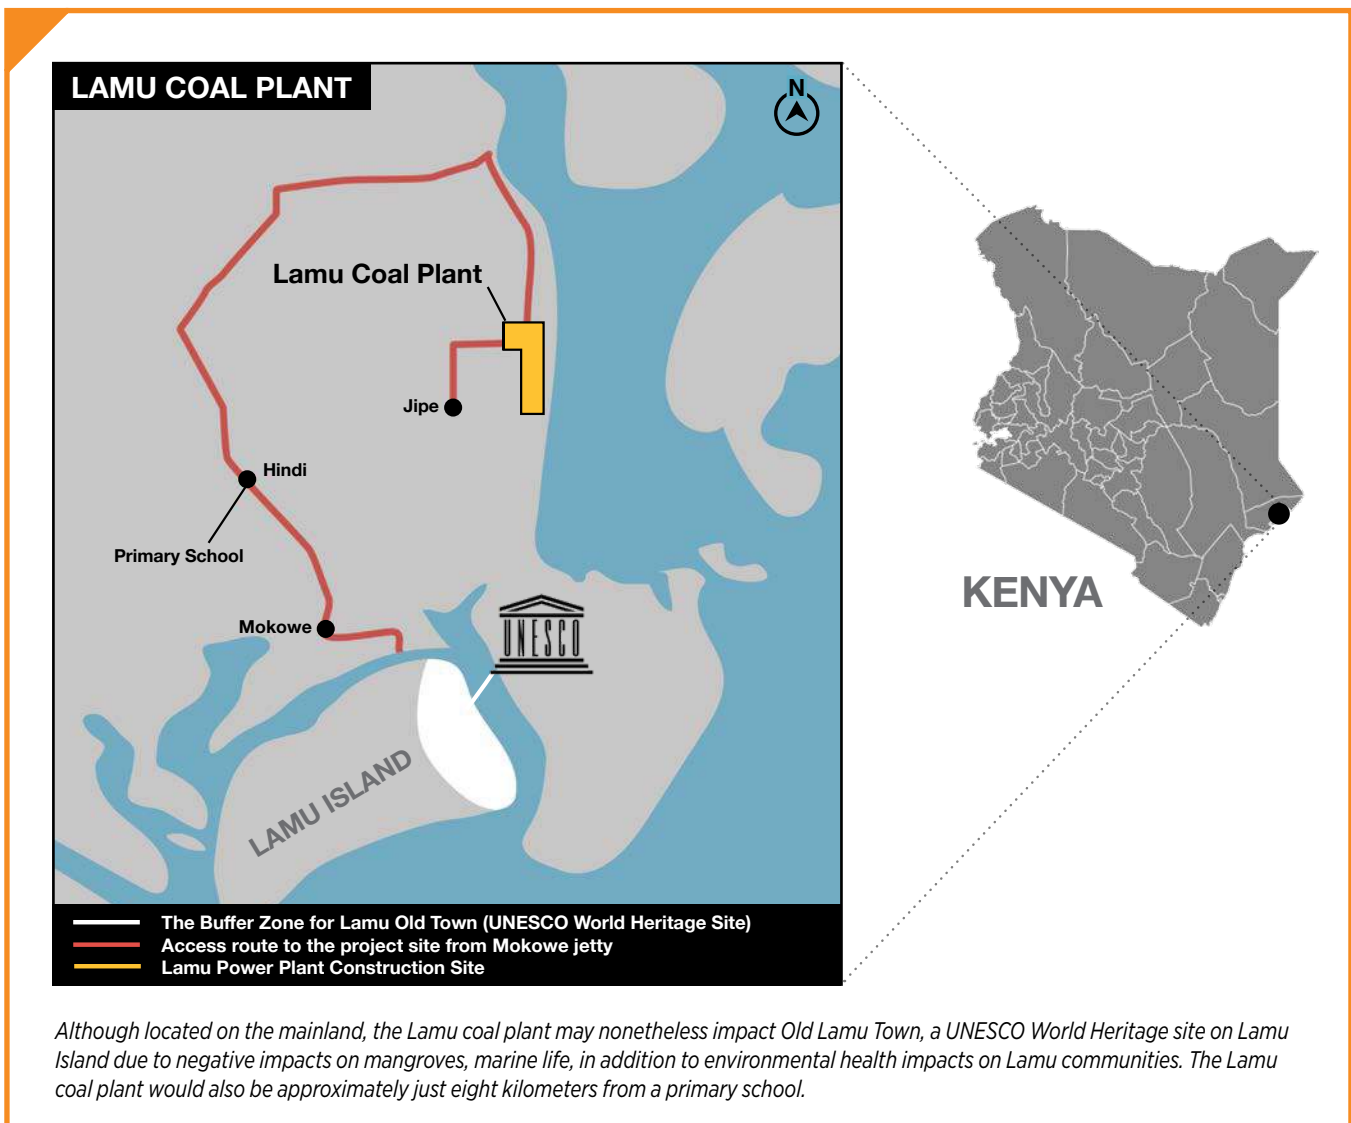 LAMU COAL PLANT
N
Lamu Coal Plant
Jipe
Hindi
Primary School
Mokowe
UNESCO
LAMU ISLAND
KENYA
The Buffer Zone for Lamu Old Town (UNESCO World Heritage Site)
Access route to the project site from Mokowe jetty
Lamu Power Plant Construction Site
Although located on the mainland, the Lamu coal plant may nonetheless impact Old Lamu Town, a UNESCO World Heritage site on Lamu
Island due to negative impacts on mangroves, marine life, in addition to environmental health impacts on Lamu communities. The Lamu
coal plant would also be approximately just eight kilometers from a primary school.